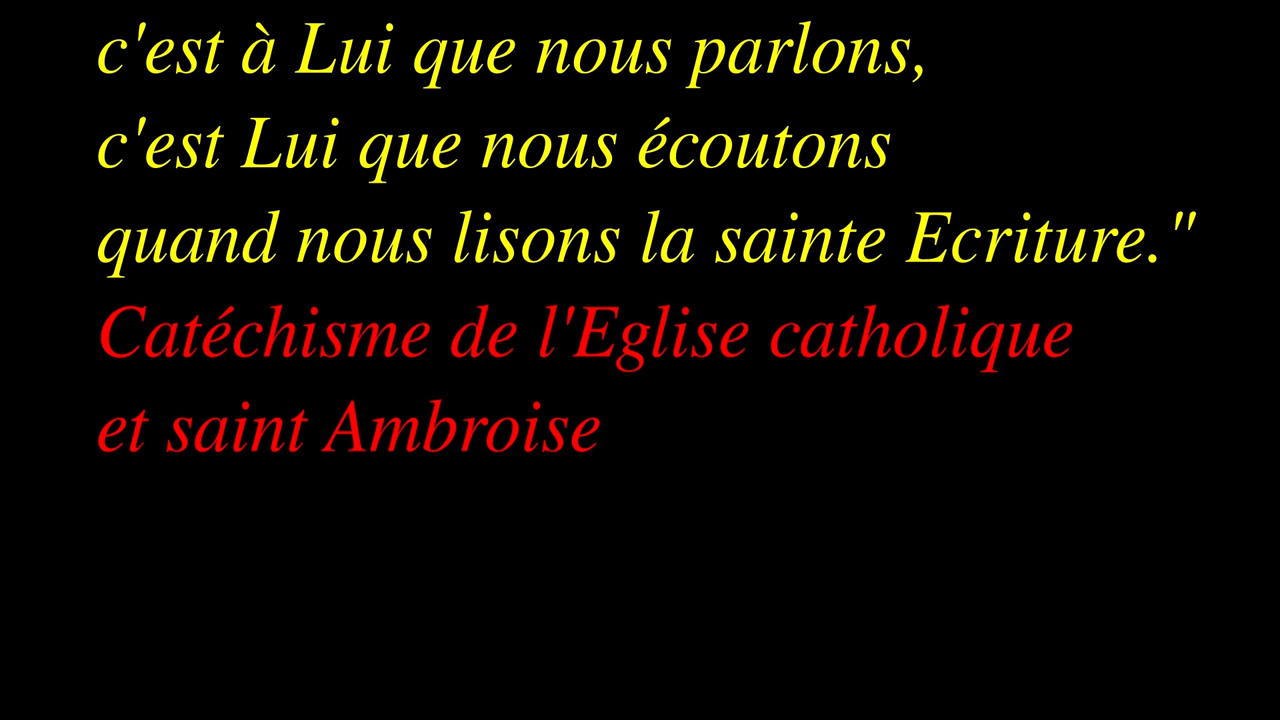 c'est à Lui que nous parlons,
c'est Lui que nous écoutons
quand nous lisons la sainte Ecriture."
Catéchisme de l'Eglise catholique
et saint Ambroise